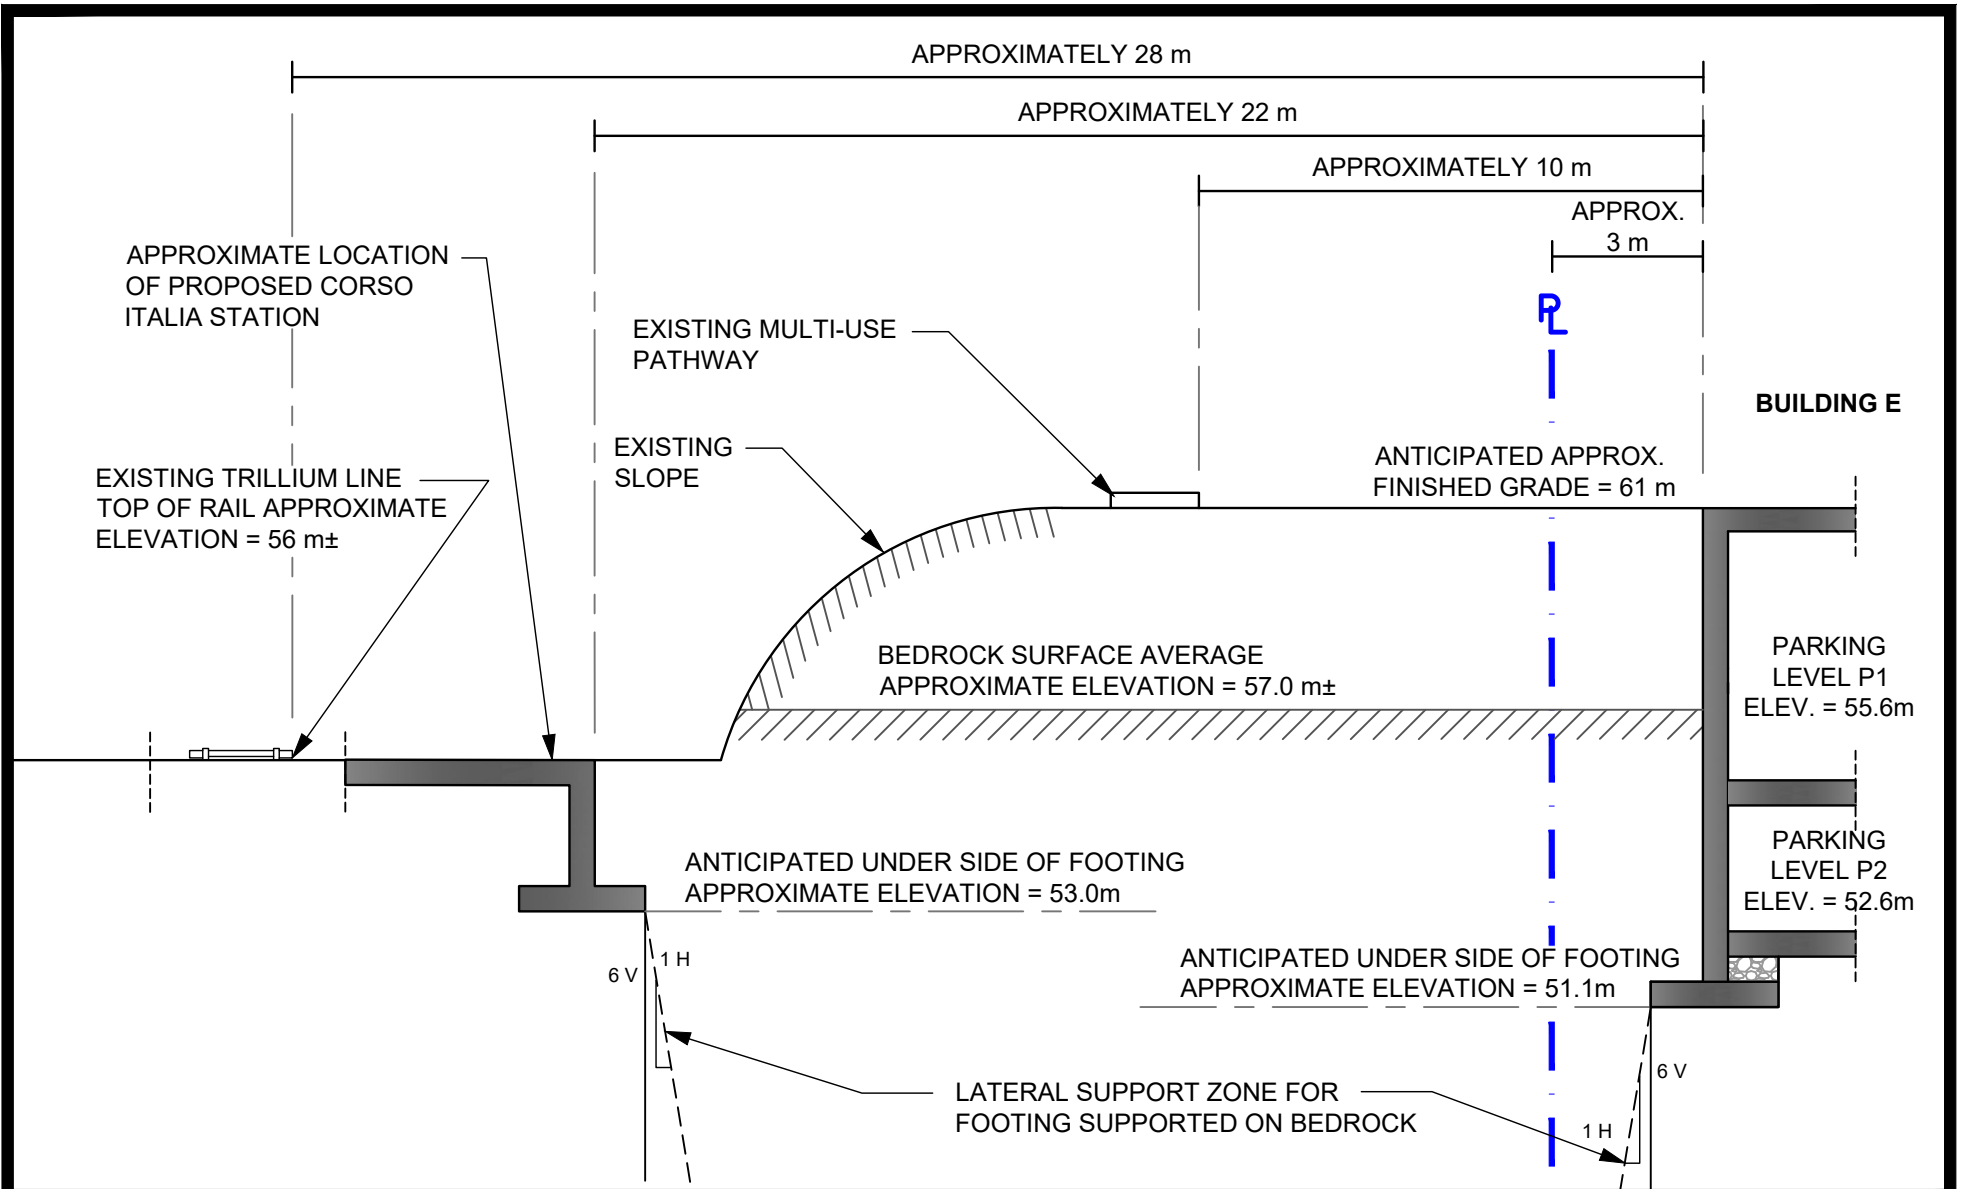 APPROXIMATELY 28 m
APPROXIMATELY 22 m
APPROXIMATELY 10 m
APPROX.
3 m
APPROXIMATE LOCATION
OF PROPOSED CORSO
ITALIA STATION
EXISTING MULTI-USE
PATHWAY
PL
BUILDING E
EXISTING
SLOPE
ANTICIPATED APPROX.
FINISHED GRADE = 61 m
EXISTING TRILLIUM LINE
TOP OF RAIL APPROXIMATE
ELEVATION = 56 m±
BEDROCK SURFACE AVERAGE
APPROXIMATE ELEVATION = 57.0 m±
PARKING
LEVEL P1
ELEV. = 55.6m
ANTICIPATED UNDER SIDE OF FOOTING
APPROXIMATE ELEVATION = 53.0m
PARKING
LEVEL P2
ELEV. = 52.6m
ANTICIPATED UNDER SIDE OF FOOTING
APPROXIMATE ELEVATION = 51.1m
1 H
6 V
LATERAL SUPPORT ZONE FOR
FOOTING SUPPORTED ON BEDROCK
6 V
1 H